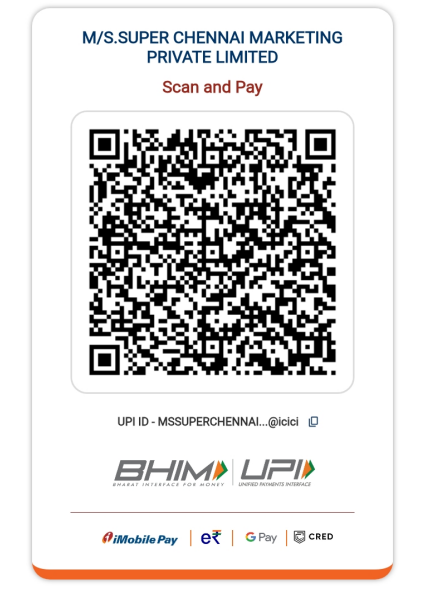 M/S.SUPER CHENNAI MARKETING
PRIVATE LIMITED
Scan and Pay
UPI ID - MSSUPERCHENNAI...@icici
BHIM UPI
BHARAT INTERFACE FOR MONEY UNIFIED PAYMENTS INTERFACE
iMobile Pay e₹ G Pay CRED